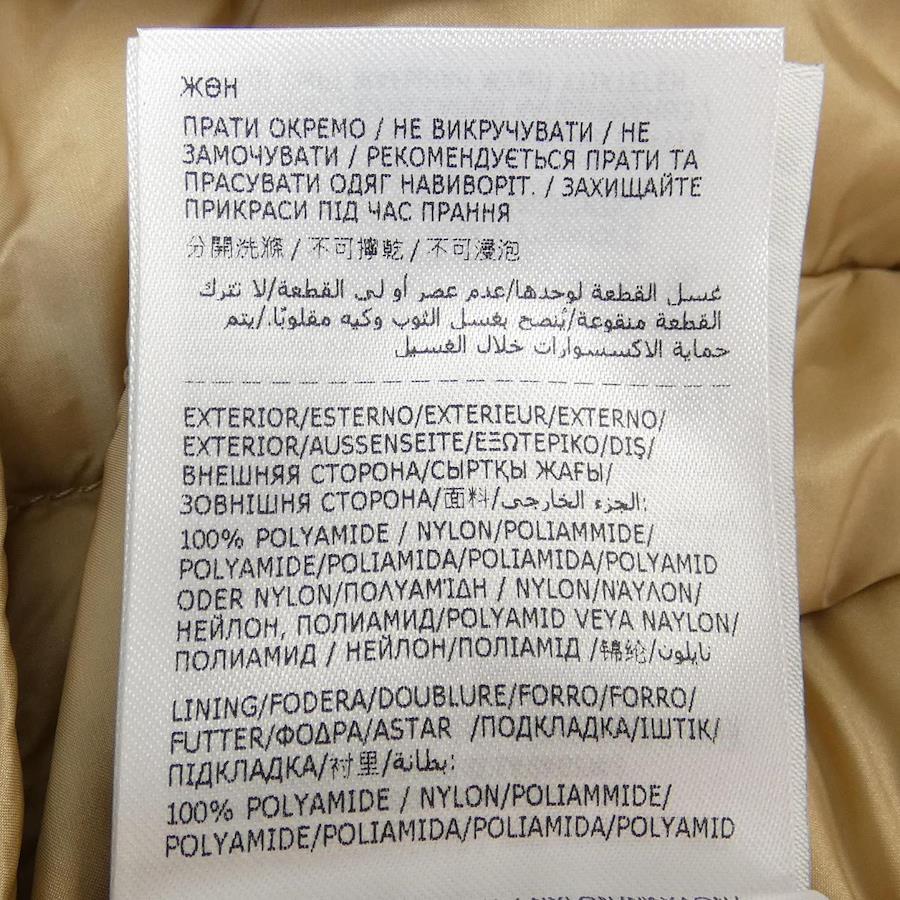 ЖӨН
ПРАТИ ОКРЕМО / НЕ ВИКРУЧУВАТИ / НЕ
ЗАМОЧУВАТИ / РЕКОМЕНДУЄТЬСЯ ПРАТИ ТА
ПРАСУВАТИ ОДЯГ НАВИВОРІТ. / ЗАХИЩАЙТЕ
ПРИКРАСИ ПІД ЧАС ПРАННЯ
分開洗滌 / 不可擰乾 / 不可浸泡
غسل القطعة لوحدها/عدم عصر أو لي القطعة/لا تترك
القطعة منقوعة/يُنصح بغسل الثوب وكيه مقلوبًا./يتم
حماية الاكسسوارات خلال الغسيل
EXTERIOR/ESTERNO/EXTERIEUR/EXTERNO/
EXTERIOR/AUSSENSEITE/ΕΞΩΤΕΡΙΚΟ/DIŞ/
ВНЕШНЯЯ СТОРОНА/СЫРТҚЫ ЖАҒЫ/
ЗОВНІШНЯ СТОРОНА/面料/الجزء الخارجي:
100% POLYAMIDE / NYLON/POLIAMMIDE/
POLYAMIDE/POLIAMIDA/POLIAMIDA/POLYAMID
ODER NYLON/ΠΟΛΥΑΜΊΔΗ / NYLON/ΝΆΥΛΟΝ/
НЕЙЛОН, ПОЛИАМИД/POLYAMID VEYA NAYLON/
ПОЛИАМИД / НЕЙЛОН/ПОЛІАМІД /锦纶/نايلون
LINING/FODERA/DOUBLURE/FORRO/FORRO/
FUTTER/ΦΟΔΡΑ/ASTAR /ПОДКЛАДКА/ІШТІК/
ПІДКЛАДКА/衬里/بطانة:
100% POLYAMIDE / NYLON/POLIAMMIDE/
POLYAMIDE/POLIAMIDA/POLIAMIDA/POLYAMID